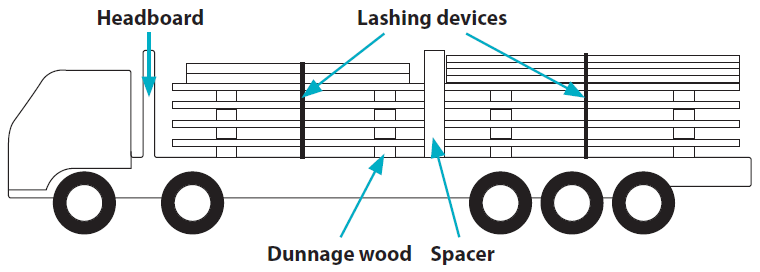 Headboard
Lashing devices
Dunnage wood
Spacer